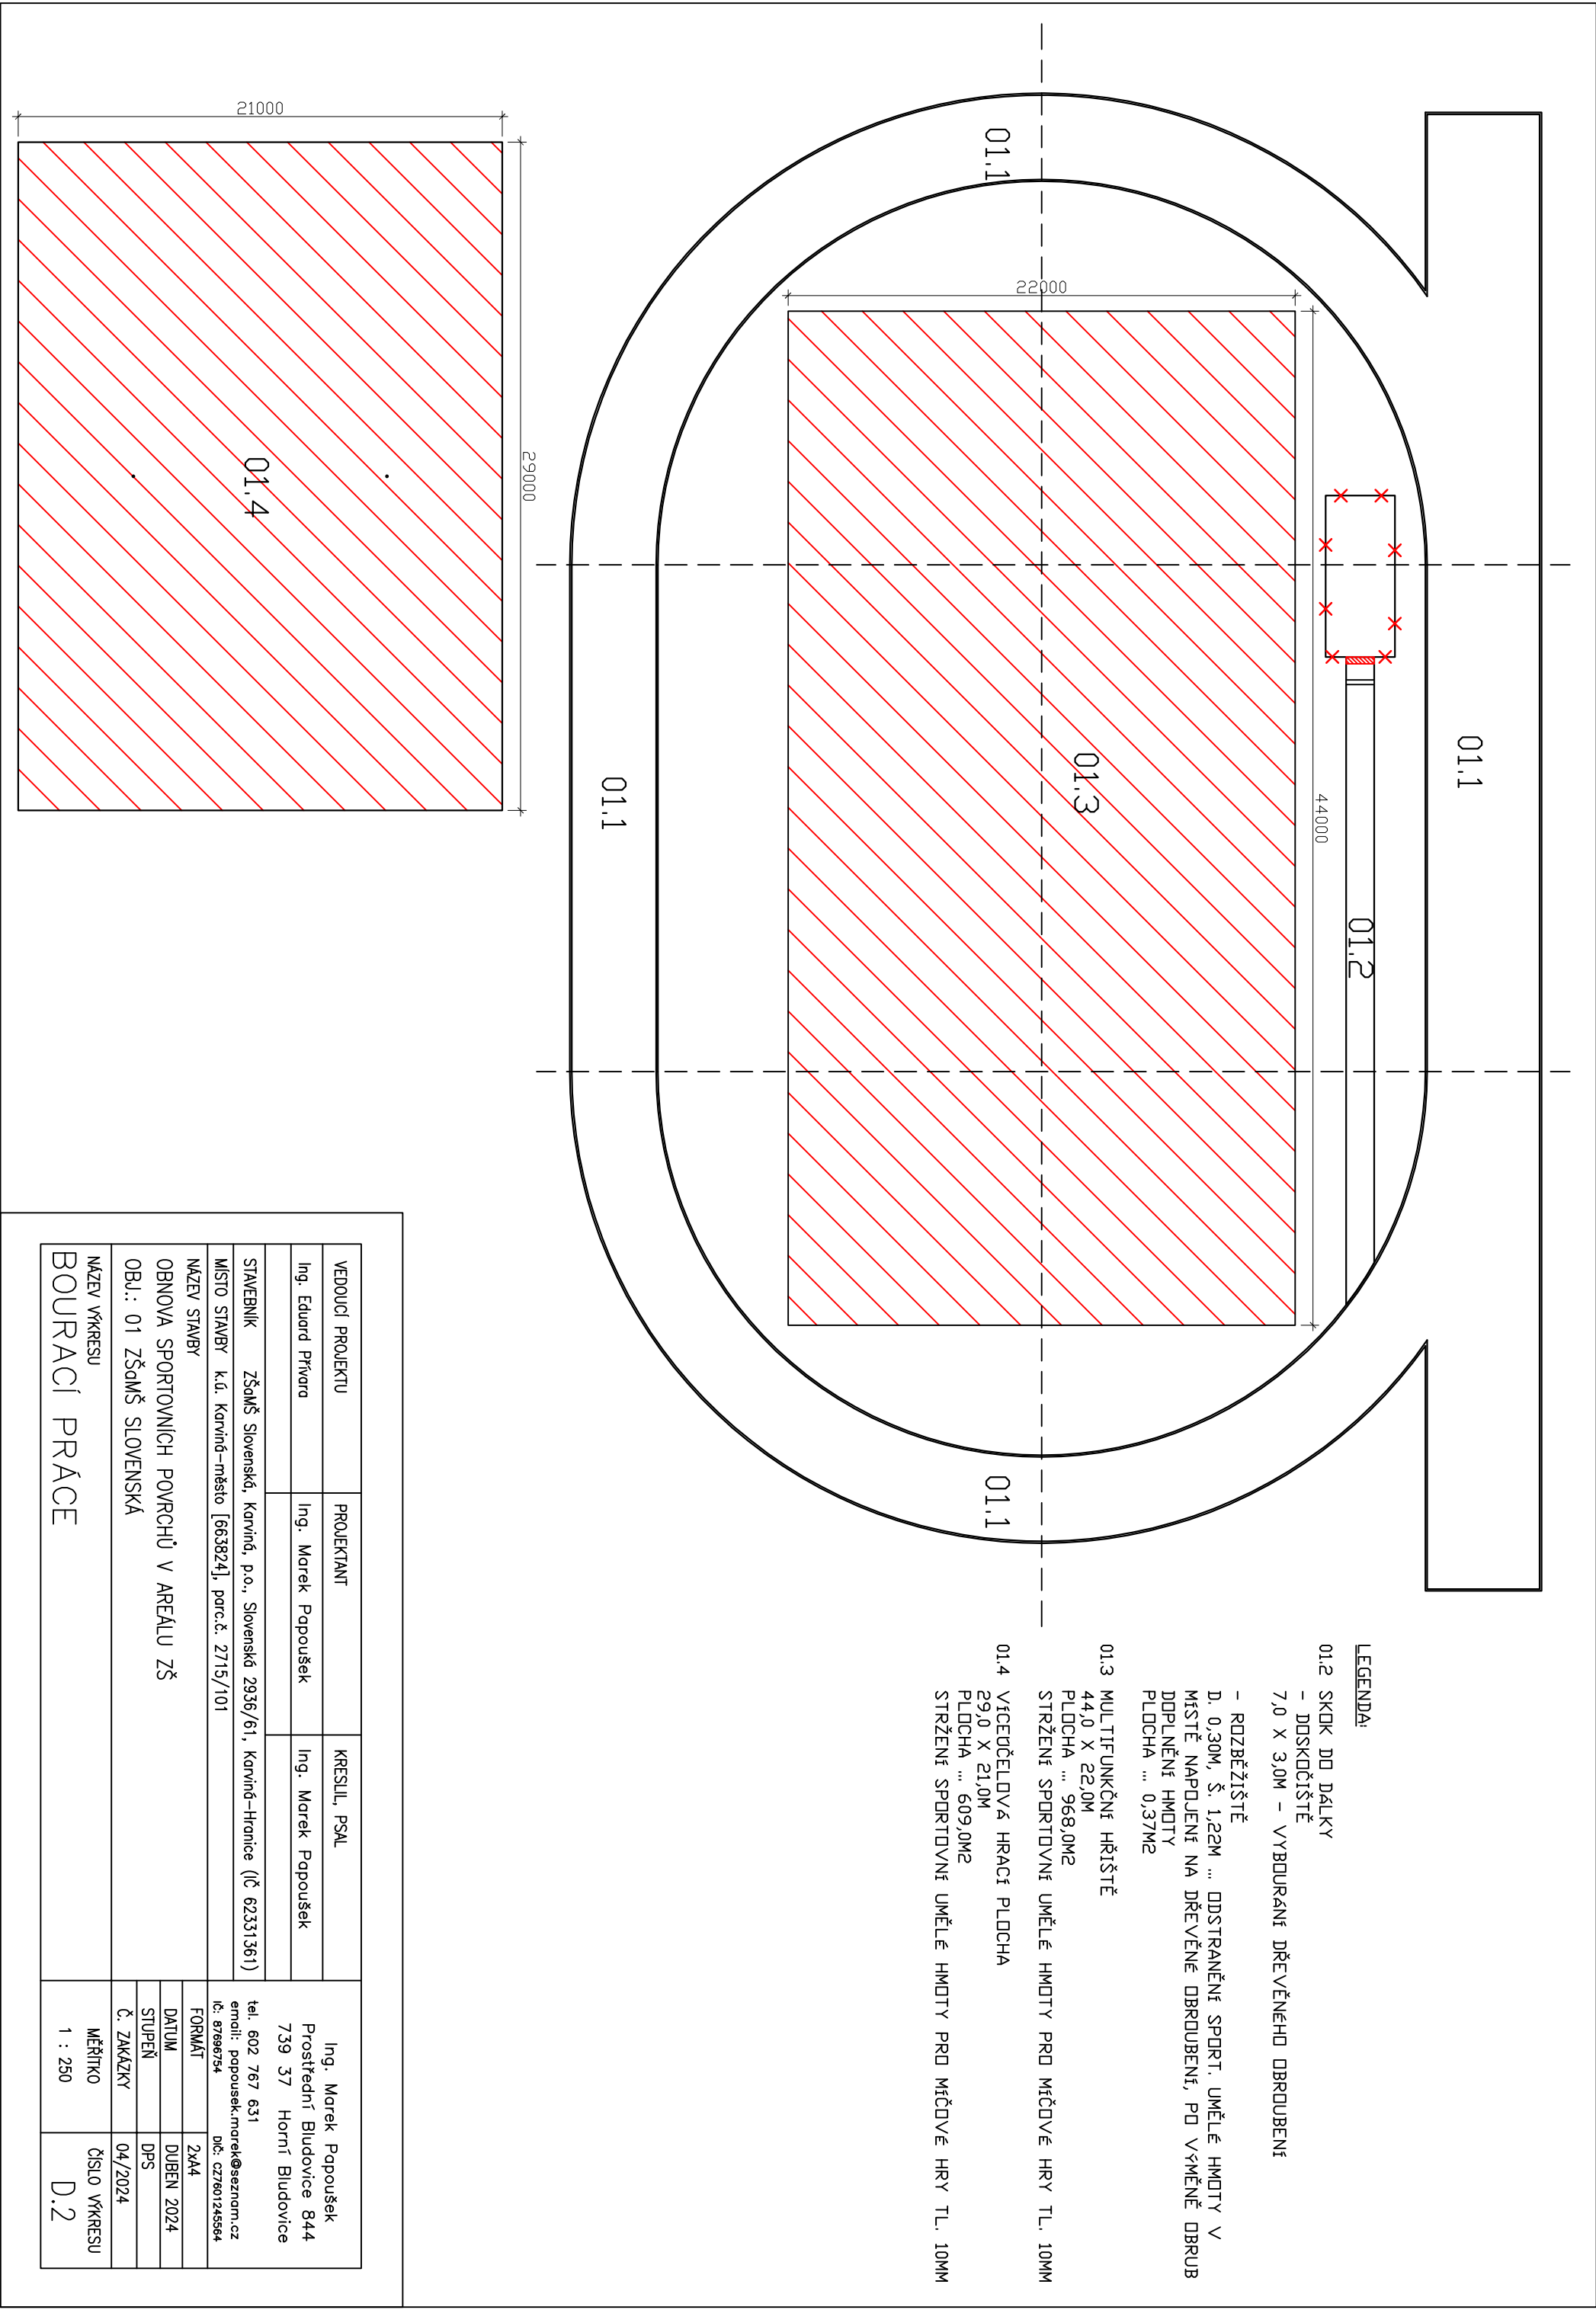 01.1
01.1
01.1
01.1
01.2
01.3
01.4
44000
22000
29000
21000
LEGENDA:
01.2 SKOK DO DÁLKY
- DOSKOČIŠTĚ
7,0 X 3,0M - VYBOURÁNÍ DŘEVĚNÉHO OBROUBENÍ
- ROZBĚŽIŠTĚ
D. 0,30M, Š. 1,22M ... ODSTRANĚNÍ SPORT. UMĚLÉ HMOTY V
MÍSTĚ NAPOJENÍ NA DŘEVĚNÉ OBROUBENÍ, PO VÝMĚNĚ OBRUB
DOPLNĚNÍ HMOTY
PLOCHA ... 0,37M2
01.3 MULTIFUNKČNÍ HŘIŠTĚ
44,0 X 22,0M
PLOCHA ... 968,0M2
STRŽENÍ SPORTOVNÍ UMĚLÉ HMOTY PRO MÍČOVÉ HRY TL. 10MM
01.4 VÍCEÚČELOVÁ HRACÍ PLOCHA
29,0 X 21,0M
PLOCHA ... 609,0M2
STRŽENÍ SPORTOVNÍ UMĚLÉ HMOTY PRO MÍČOVÉ HRY TL. 10MM
VEDOUCÍ PROJEKTU PROJEKTANT KRESLIL, PSAL
Ing. Eduard Přívara Ing. Marek Papoušek Ing. Marek Papoušek
STAVEBNÍK ZŠaMŠ Slovenská, Karviná, p.o., Slovenská 2936/61, Karviná-Hranice (IČ 62331361)
MÍSTO STAVBY k.ú. Karviná-město [663824], parc.č. 2715/101
NÁZEV STAVBY
OBNOVA SPORTOVNÍCH POVRCHŮ V AREÁLU ZŠ
OBJ.: 01 ZŠaMŠ SLOVENSKÁ
NÁZEV VÝKRESU
BOURACÍ PRÁCE
Ing. Marek Papoušek
Prostřední Bludovice 844
739 37 Horní Bludovice
tel. 602 767 631
email: papousek.marek@seznam.cz
IČ: 87696754 DIČ: CZ7601245564
FORMÁT 2xA4
DATUM DUBEN 2024
STUPEŇ DPS
Č. ZAKÁZKY 04/2024
MĚŘÍTKO ČÍSLO VÝKRESU
1 : 250 D.2